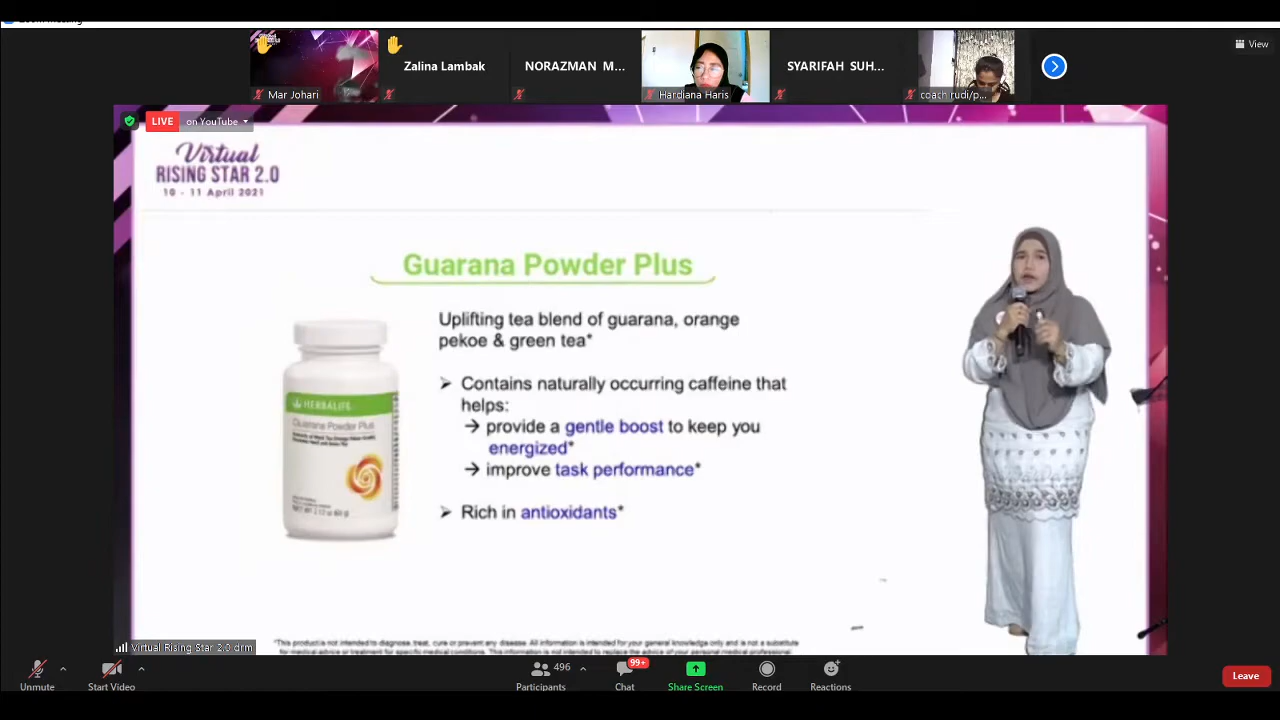 View
Zalina Lambak
NORAZMAN M...
SYARIFAH SUH...
Mar Johari
Hardiana Haris
coach rudi/p...
LIVE on YouTube
Virtual
RISING STAR 2.0
10 - 11 April 2021
Guarana Powder Plus
Uplifting tea blend of guarana, orange
pekoe & green tea*
➢ Contains naturally occurring caffeine that
helps:
→ provide a gentle boost to keep you
energized*
→ improve task performance*
➢ Rich in antioxidants*
HERBALIFE
Guarana Powder Plus
*This product is not intended to diagnose, treat, cure or prevent any disease. All information is intended for your general knowledge only and is not a substitute
for medical advice or treatment for specific medical conditions. This information is not intended to replace the advice of your personal medical professional.
Virtual Rising Star 2.0 drm
Unmute
Start Video
496
Participants
99+
Chat
Share Screen
Record
Reactions
Leave